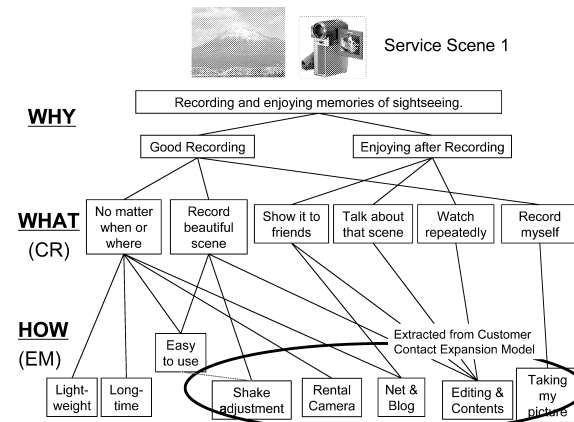 Service Scene 1
WHY
Recording and enjoying memories of sightseeing.
Good Recording
Enjoying after Recording
WHAT
(CR)
No matter
when or
where
Record
beautiful
scene
Show it to
friends
Talk about
that scene
Watch
repeatedly
Record
myself
HOW
(EM)
Extracted from Customer
Contact Expansion Model
Easy
to use
Light-
weight
Long-
time
Shake
adjustment
Rental
Camera
Net &
Blog
Editing &
Contents
Taking
my
picture